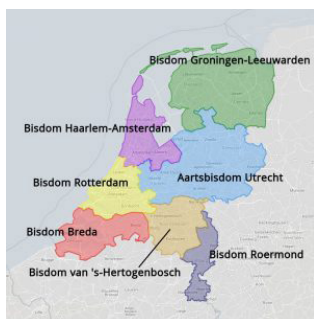 Bisdom Groningen-Leeuwarden
Bisdom Haarlem-Amsterdam
Aartsbisdom Utrecht
Bisdom Rotterdam
Bisdom Breda
Bisdom Roermond
Bisdom van 's-Hertogenbosch